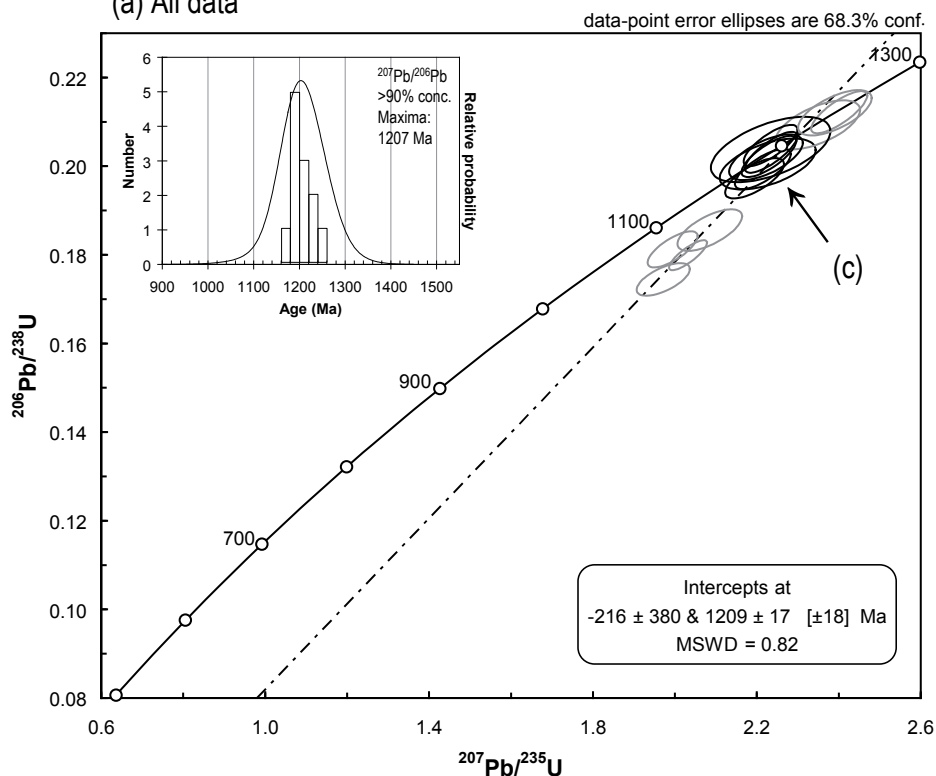 (a) All data
data-point error ellipses are 68.3% conf.
1300
1100
900
700
(c)
0.22
0.20
0.18
0.16
0.14
0.12
0.10
0.08
0.6
1.0
1.4
1.8
2.2
2.6
²⁰⁶Pb/²³⁸U
²⁰⁷Pb/²³⁵U
6
5
4
3
2
1
0
900
1000
1100
1200
1300
1400
1500
Number
Age (Ma)
Relative probability
²⁰⁷Pb/²⁰⁶Pb
>90% conc.
Maxima:
1207 Ma
Intercepts at
-216 ± 380 & 1209 ± 17 [±18] Ma
MSWD = 0.82